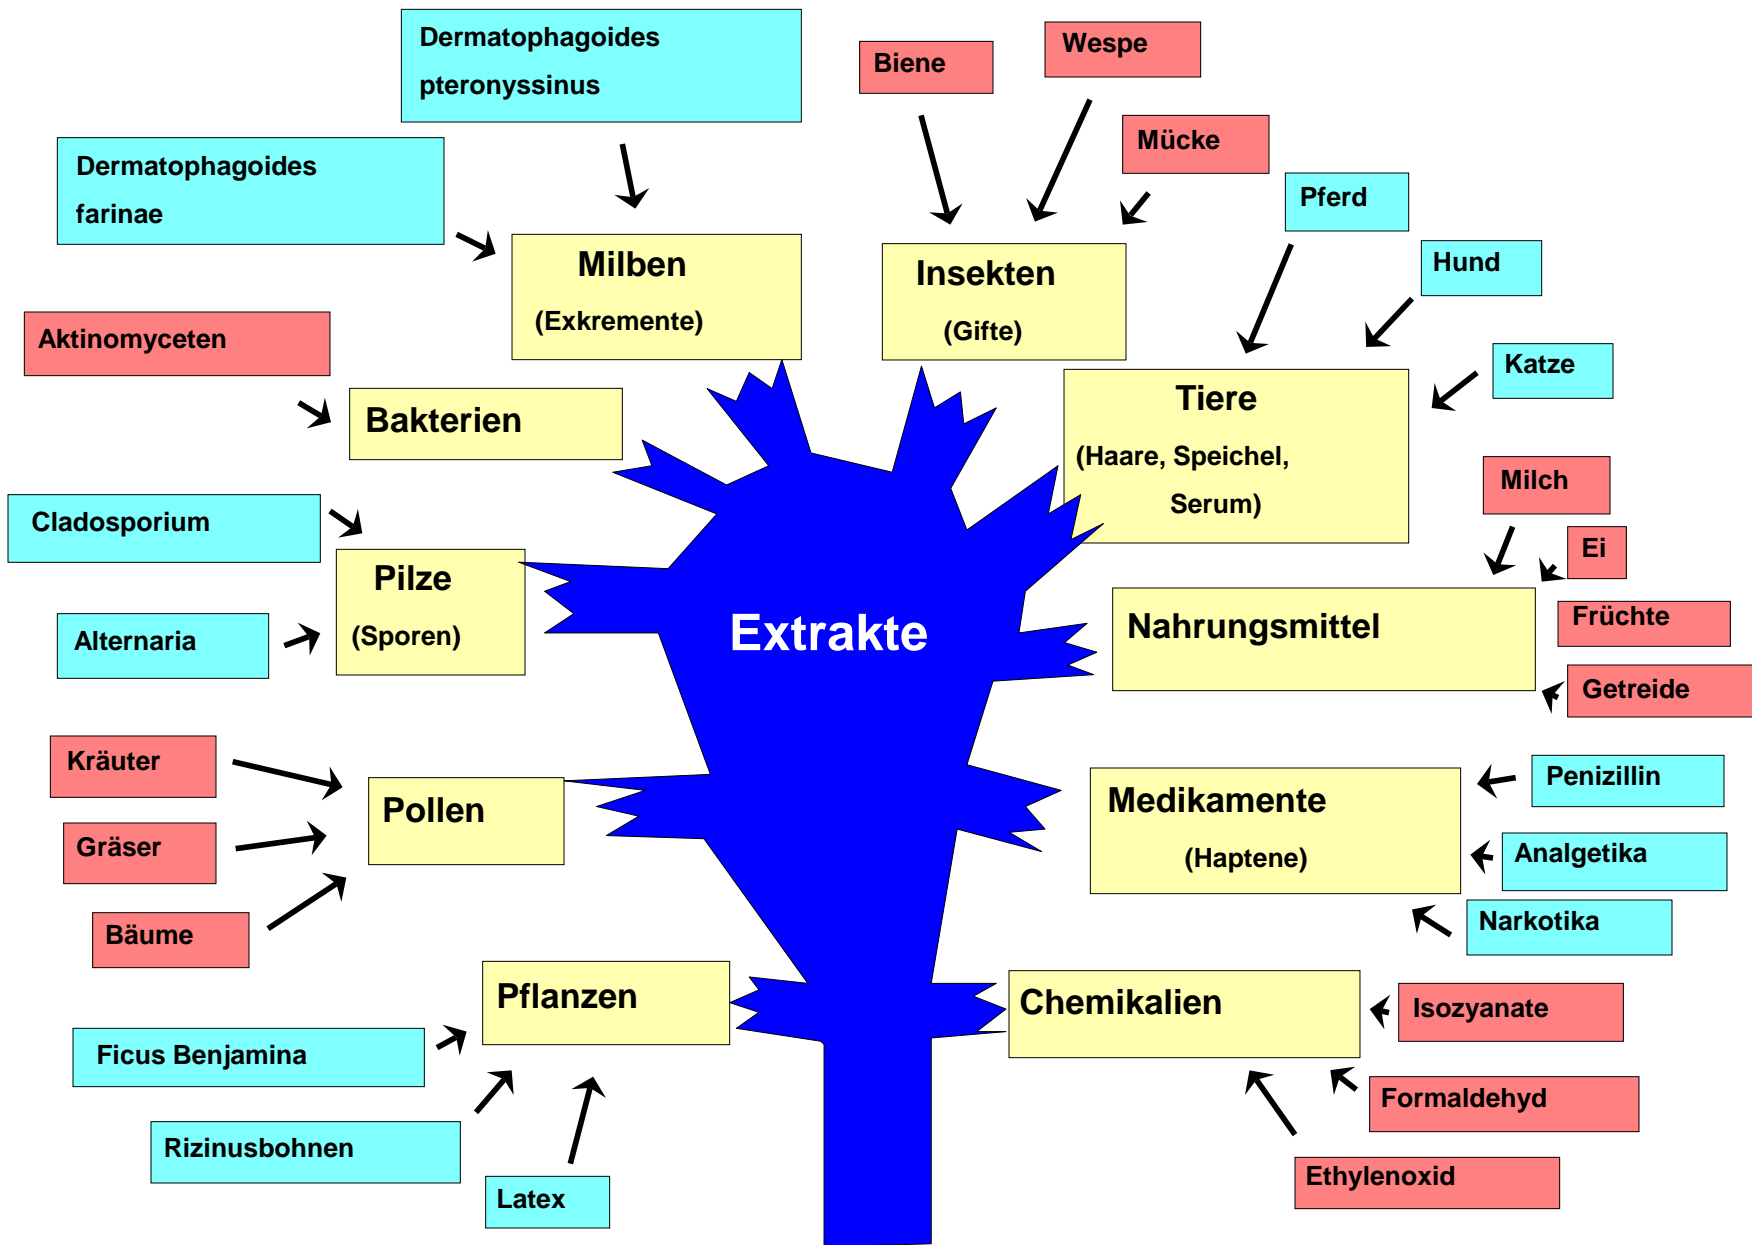 Dermatophagoides
pteronyssinus
Dermatophagoides
farinae
Milben
(Exkremente)
Aktinomyceten
Bakterien
Cladosporium
Pilze
(Sporen)
Alternaria
Kräuter
Gräser
Bäume
Pollen
Pflanzen
Ficus Benjamina
Rizinusbohnen
Latex
Extrakte
Biene
Wespe
Mücke
Insekten
(Gifte)
Pferd
Hund
Katze
Tiere
(Haare, Speichel,
Serum)
Milch
Ei
Früchte
Getreide
Nahrungsmittel
Medikamente
(Haptene)
Penizillin
Analgetika
Narkotika
Chemikalien
Isozyanate
Formaldehyd
Ethylenoxid